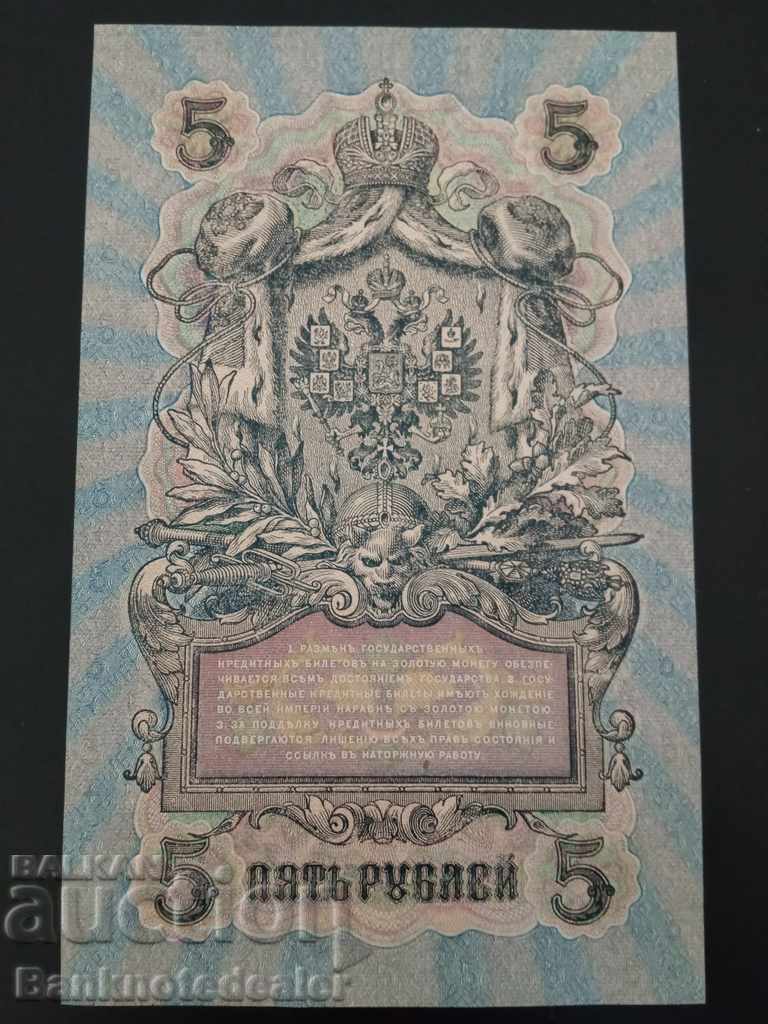 5 5
1. РАЗМѢНЪ ГОСУДАРСТВЕННЫХЪ
КРЕДИТНЫХЪ БИЛЕТОВЪ НА ЗОЛОТУЮ МОНЕТУ ОБЕЗПЕ-
ЧИВАЕТСЯ ВСѢМЪ ДОСТОЯНІЕМЪ ГОСУДАРСТВА. 2. ГОСУ-
ДАРСТВЕННЫЕ КРЕДИТНЫЕ БИЛЕТЫ ИМѢЮТЪ ХОЖДЕНІЕ
ВО ВСЕЙ ИМПЕРІИ НАРАВНѢ СЪ ЗОЛОТОЮ МОНЕТОЮ.
3. ЗА ПОДДѢЛКУ КРЕДИТНЫХЪ БИЛЕТОВЪ ВИНОВНЫЕ
ПОДВЕРГАЮТСЯ ЛИШЕНІЮ ВСѢХЪ ПРАВЪ СОСТОЯНІЯ И
ССЫЛКѢ ВЪ КАТОРЖНУЮ РАБОТУ.
5 ПЯТЬ РУБЛЕЙ 5
BALKAN
auction
Banknotedealer